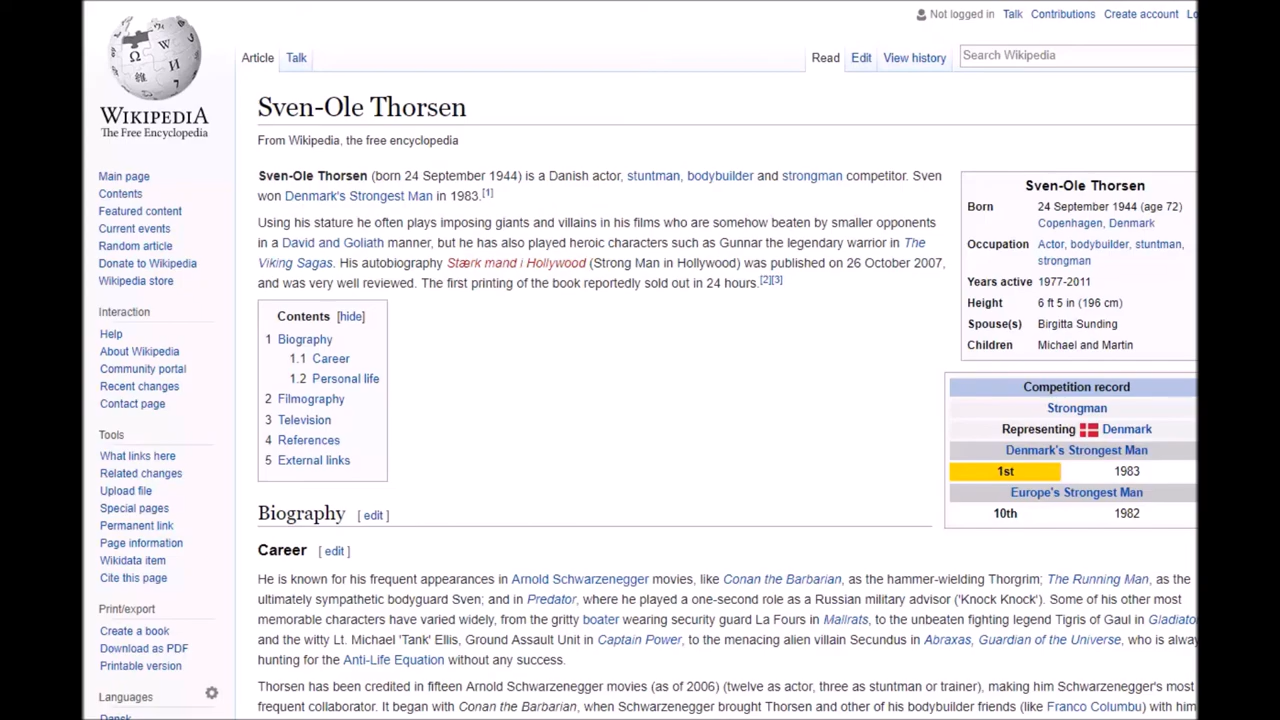 Not logged in Talk Contributions Create account
Article Talk Read Edit View history Search Wikipedia
WIKIPEDIA
The Free Encyclopedia
Main page
Contents
Featured content
Current events
Random article
Donate to Wikipedia
Wikipedia store
Interaction
Help
About Wikipedia
Community portal
Recent changes
Contact page
Tools
What links here
Related changes
Upload file
Special pages
Permanent link
Page information
Wikidata item
Cite this page
Print/export
Create a book
Download as PDF
Printable version
Languages
Dansk
Sven-Ole Thorsen
From Wikipedia, the free encyclopedia
Sven-Ole Thorsen (born 24 September 1944) is a Danish actor, stuntman, bodybuilder and strongman competitor. Sven
won Denmark's Strongest Man in 1983.[1]
Using his stature he often plays imposing giants and villains in his films who are somehow beaten by smaller opponents
in a David and Goliath manner, but he has also played heroic characters such as Gunnar the legendary warrior in The
Viking Sagas. His autobiography Stærk mand i Hollywood (Strong Man in Hollywood) was published on 26 October 2007,
and was very well reviewed. The first printing of the book reportedly sold out in 24 hours.[2][3]
Contents [hide]
1 Biography
1.1 Career
1.2 Personal life
2 Filmography
3 Television
4 References
5 External links
Sven-Ole Thorsen
Born 24 September 1944 (age 72)
Copenhagen, Denmark
Occupation Actor, bodybuilder, stuntman,
strongman
Years active 1977-2011
Height 6 ft 5 in (196 cm)
Spouse(s) Birgitta Sunding
Children Michael and Martin
Competition record
Strongman
Representing Denmark
Denmark's Strongest Man
1st 1983
Europe's Strongest Man
10th 1982
Biography [ edit ]
Career [ edit ]
He is known for his frequent appearances in Arnold Schwarzenegger movies, like Conan the Barbarian, as the hammer-wielding Thorgrim; The Running Man, as the
ultimately sympathetic bodyguard Sven; and in Predator, where he played a one-second role as a Russian military advisor ('Knock Knock'). Some of his other most
memorable characters have varied widely, from the gritty boater wearing security guard La Fours in Mallrats, to the unbeaten fighting legend Tigris of Gaul in Gladiato
and the witty Lt. Michael 'Tank' Ellis, Ground Assault Unit in Captain Power, to the menacing alien villain Secundus in Abraxas, Guardian of the Universe, who is alway
hunting for the Anti-Life Equation without any success.
Thorsen has been credited in fifteen Arnold Schwarzenegger movies (as of 2006) (twelve as actor, three as stuntman or trainer), making him Schwarzenegger's most
frequent collaborator. It began with Conan the Barbarian, when Schwarzenegger brought Thorsen and other of his bodybuilder friends (like Franco Columbu) with him